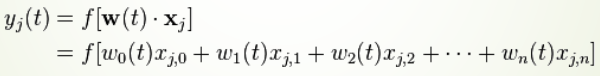 y_j(t) = f[𝐰(t) · 𝐱_j]
= f[w_0(t)x_{j,0} + w_1(t)x_{j,1} + w_2(t)x_{j,2} + ⋯ + w_n(t)x_{j,n}]